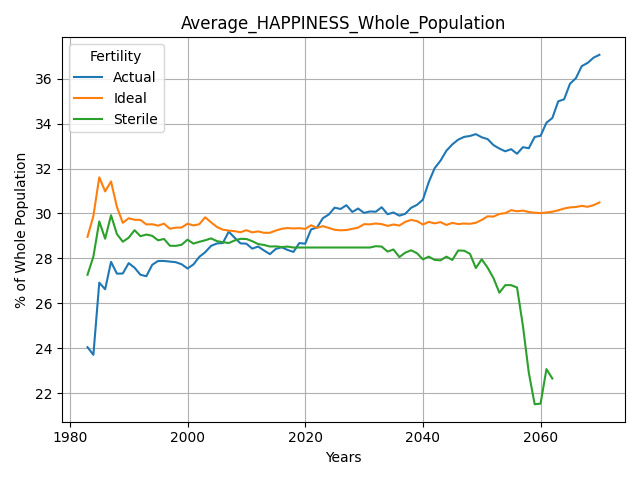 Average_HAPPINESS_Whole_Population
Fertility
Actual
Ideal
Sterile
% of Whole Population
36
34
32
30
28
26
24
22
1980
2000
2020
2040
2060
Years